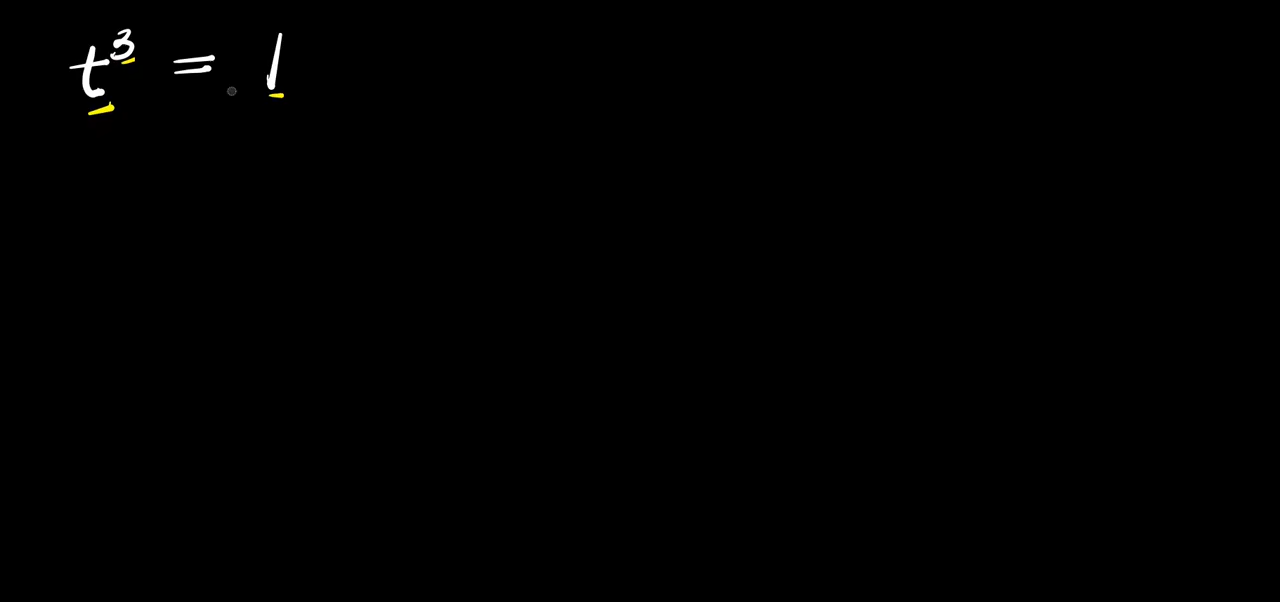 t³ = 1